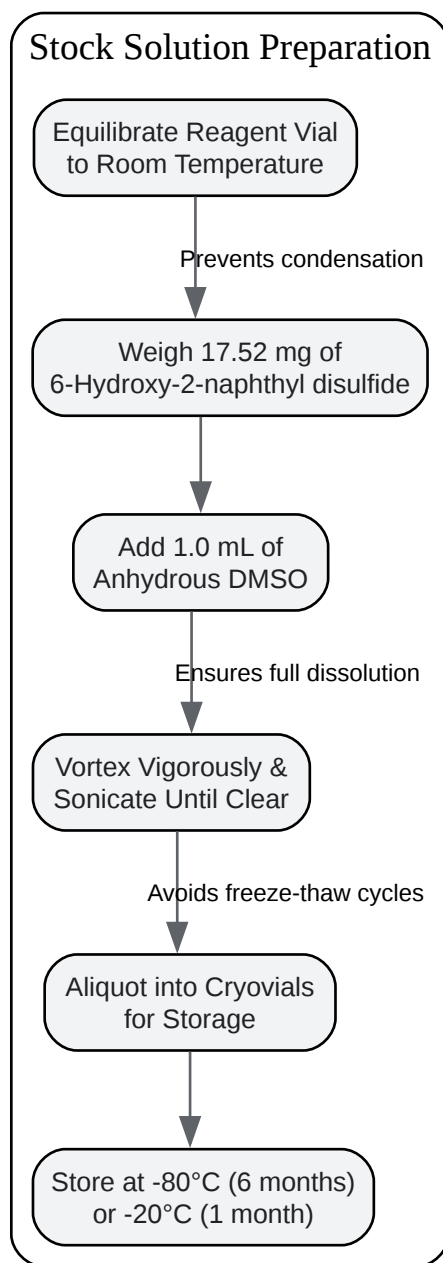 Stock Solution Preparation
Equilibrate Reagent Vial
to Room Temperature
Prevents condensation
Weigh 17.52 mg of
6-Hydroxy-2-naphthyl disulfide
Add 1.0 mL of
Anhydrous DMSO
Ensures full dissolution
Vortex Vigorously &
Sonicate Until Clear
Avoids freeze-thaw cycles
Aliquot into Cryovials
for Storage
Store at -80°C (6 months)
or -20°C (1 month)